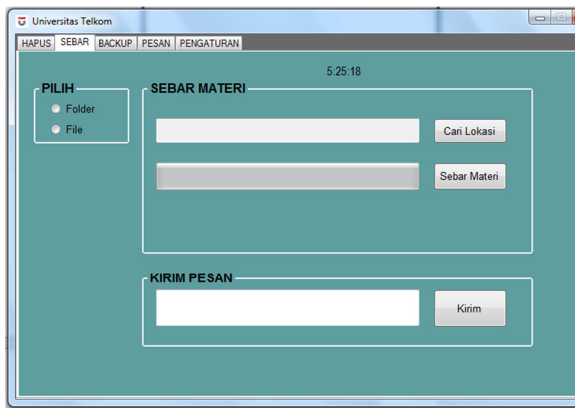 Universitas Telkom
HAPUS SEBAR BACKUP PESAN PENGATURAN
5:25:18
PILIH
Folder
File
SEBAR MATERI
Cari Lokasi
Sebar Materi
KIRIM PESAN
Kirim